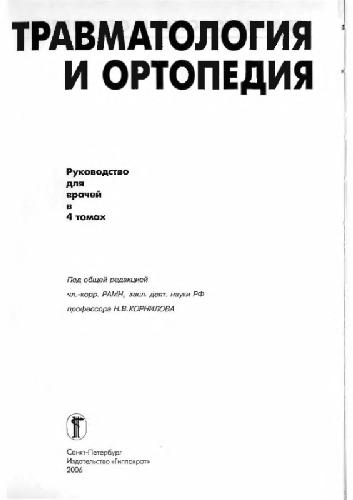 ТРАВМАТОЛОГИЯ
И ОРТОПЕДИЯ
Руководство
для
врачей
в
4 томах
Под общей редакцией
чл.-корр. РАМН, засл. деят. науки РФ
профессора Н.В.КОРНИЛОВА
Санкт-Петербург
Издательство «Гиппократ»
2006